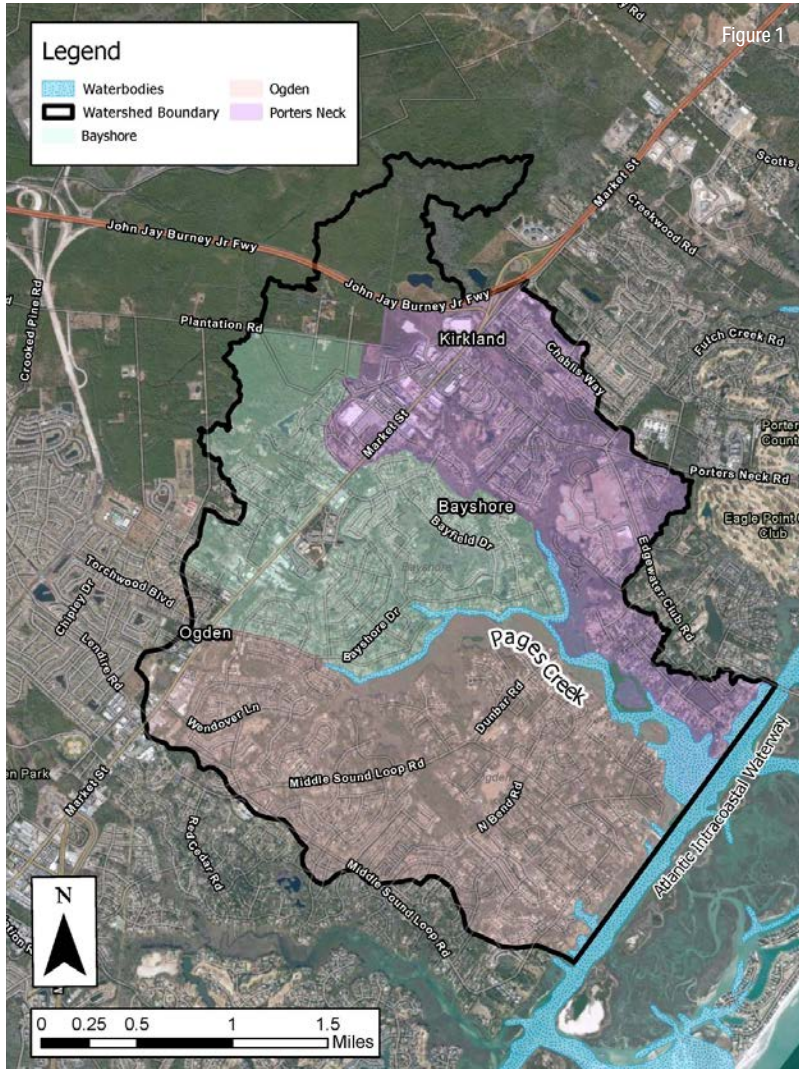 Figure 1
Legend
Waterbodies
Watershed Boundary
Bayshore
Ogden
Porters Neck
Scotts
Market St
Creekwood Rd
John Jay Burney Jr Fwy
Crooked Pine Rd
John Jay Burney Jr Fwy
Plantation Rd
Kirkland
Futch Creek Rd
Chablis Way
Market St
Porters Neck Rd
Bayshore
Eagle Point
Club
Bayfield Dr
Bayshore
Edgewater Club Rd
Torchwood Blvd
Chipley Dr
Lendire Rd
Ogden
Bayshore Dr
Pages Creek
Dunbar Rd
Wendover Ln
Middle Sound Loop Rd
Ogden
N Bend Rd
Market St
Red Cedar Rd
Atlantic Intracoastal Waterway
Middle Sound Loop Rd
N
0 0.25 0.5 1 1.5
Miles